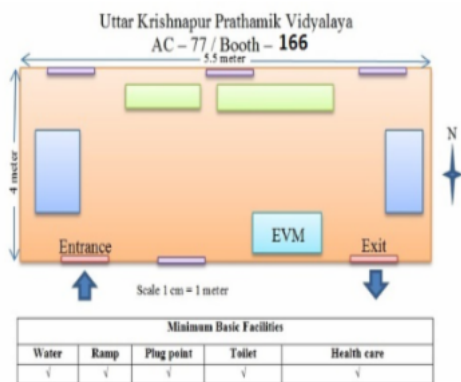 Uttar Krishnapur Prathamik Vidyalaya
AC – 77 / Booth – 166
5.5 meter
4 meter
N
EVM
Entrance
Exit
Scale 1 cm = 1 meter
Minimum Basic Facilities
Water Ramp Plug point Toilet Health care
√ √ √ √ √